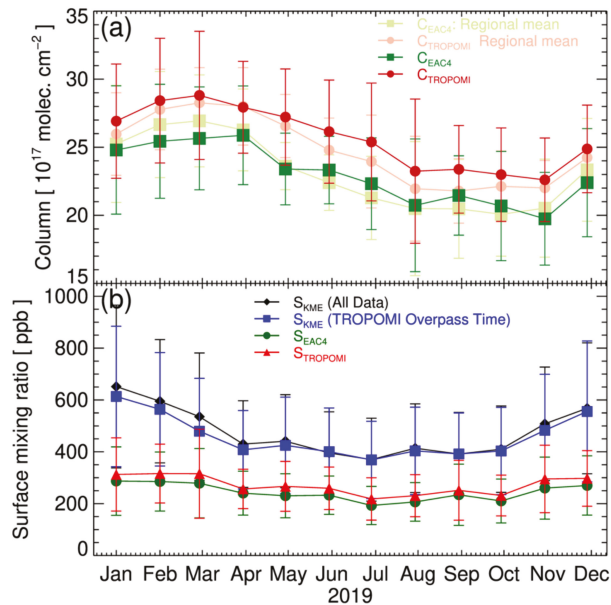 (a)
C_EAC4: Regional mean
C_TROPOMI Regional mean
C_EAC4
C_TROPOMI
35
30
25
20
15
Column [ 10^17 molec. cm^−2 ]
(b)
S_KME (All Data)
S_KME (TROPOMI Overpass Time)
S_EAC4
S_TROPOMI
1000
800
600
400
200
0
Surface mixing ratio [ ppb ]
Jan Feb Mar Apr May Jun Jul Aug Sep Oct Nov Dec
2019